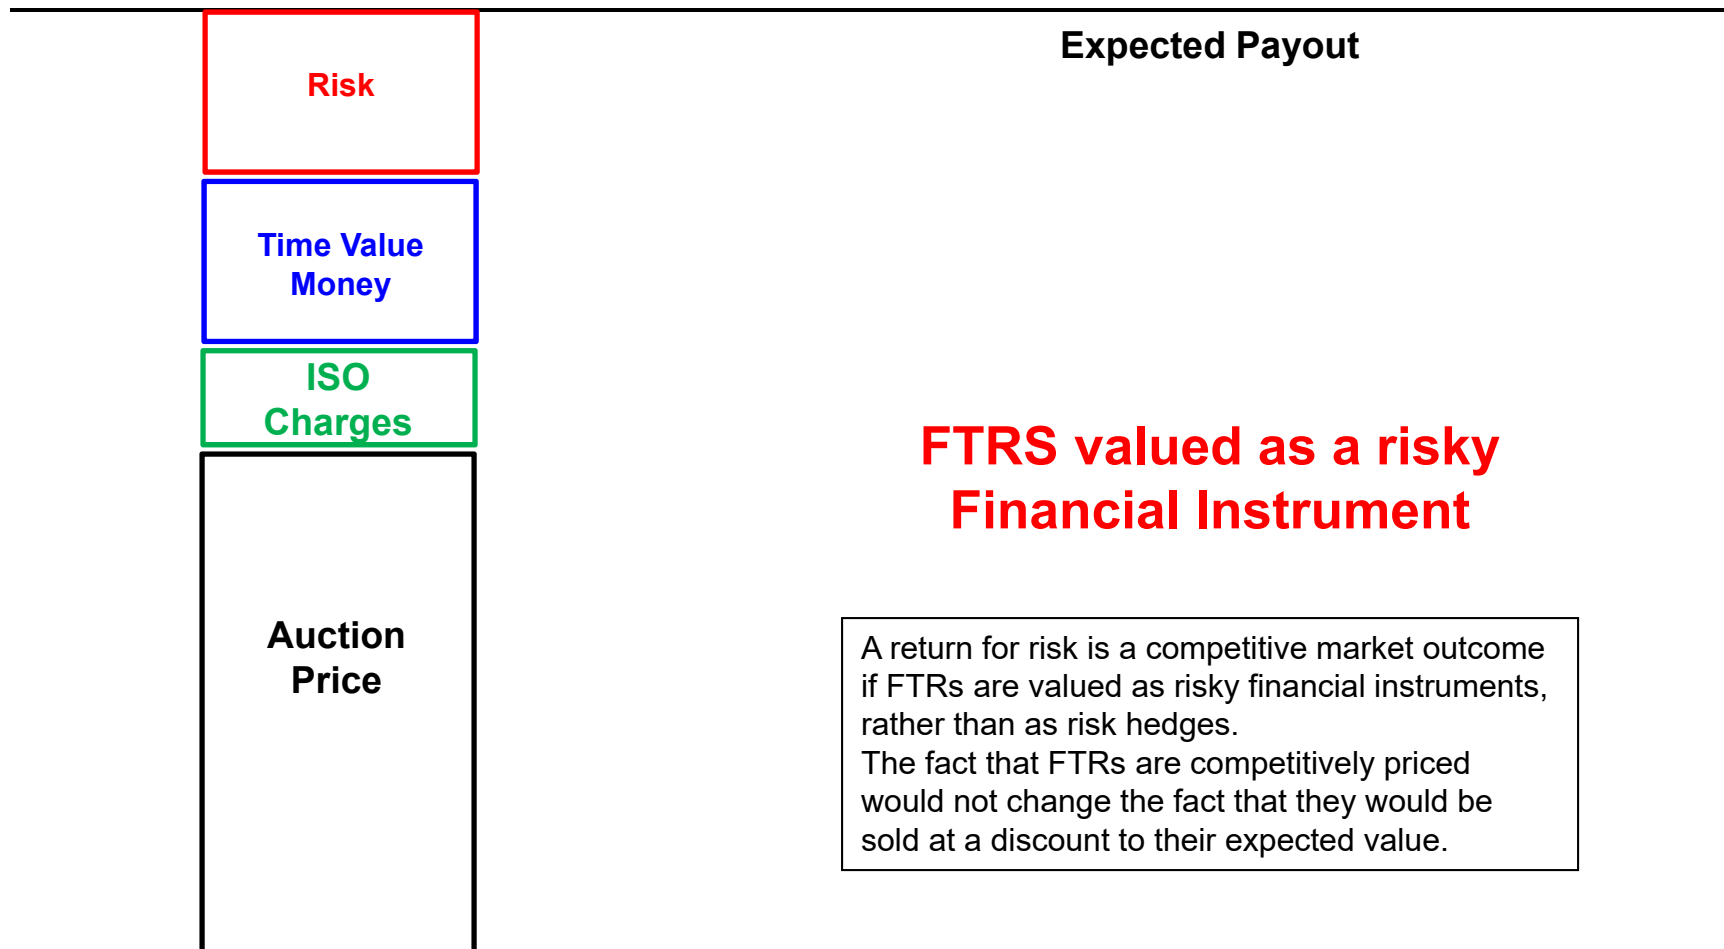 Expected Payout
Risk
Time Value
Money
ISO
Charges
Auction
Price
FTRS valued as a risky
Financial Instrument
A return for risk is a competitive market outcome
if FTRs are valued as risky financial instruments,
rather than as risk hedges.
The fact that FTRs are competitively priced
would not change the fact that they would be
sold at a discount to their expected value.